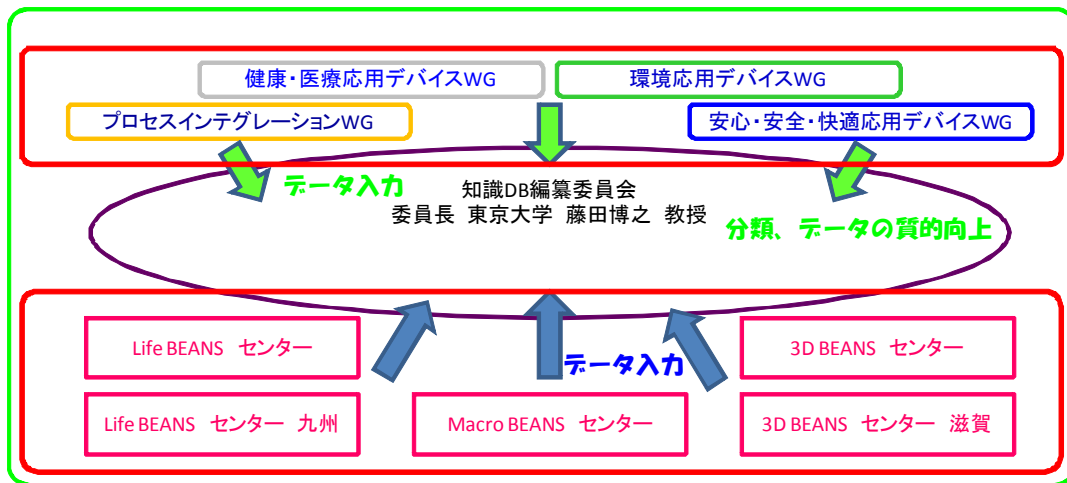 健康・医療応用デバイスWG
環境応用デバイスWG
プロセスインテグレーションWG
安心・安全・快適応用デバイスWG
データ入力
知識DB編纂委員会
委員長 東京大学 藤田博之 教授
分類、データの質的向上
Life BEANS センター
データ入力
3D BEANS センター
Life BEANS センター 九州
Macro BEANS センター
3D BEANS センター 滋賀